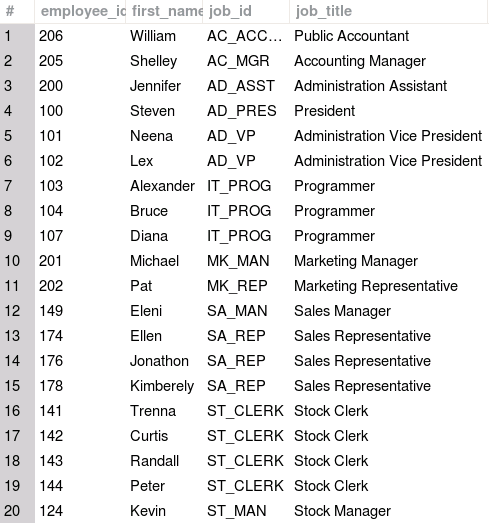 # employee_id first_name job_id job_title
1 206 William AC_ACC... Public Accountant
2 205 Shelley AC_MGR Accounting Manager
3 200 Jennifer AD_ASST Administration Assistant
4 100 Steven AD_PRES President
5 101 Neena AD_VP Administration Vice President
6 102 Lex AD_VP Administration Vice President
7 103 Alexander IT_PROG Programmer
8 104 Bruce IT_PROG Programmer
9 107 Diana IT_PROG Programmer
10 201 Michael MK_MAN Marketing Manager
11 202 Pat MK_REP Marketing Representative
12 149 Eleni SA_MAN Sales Manager
13 174 Ellen SA_REP Sales Representative
14 176 Jonathon SA_REP Sales Representative
15 178 Kimberely SA_REP Sales Representative
16 141 Trenna ST_CLERK Stock Clerk
17 142 Curtis ST_CLERK Stock Clerk
18 143 Randall ST_CLERK Stock Clerk
19 144 Peter ST_CLERK Stock Clerk
20 124 Kevin ST_MAN Stock Manager